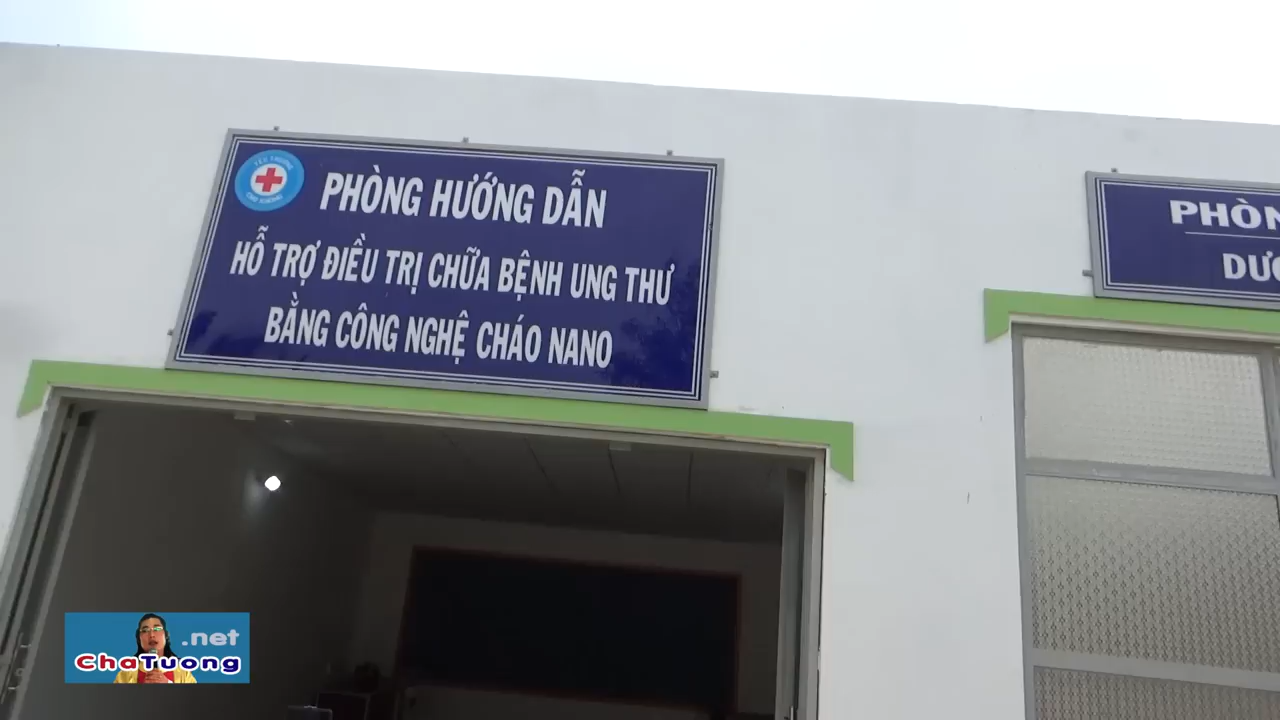 PHÒNG HƯỚNG DẪN
HỖ TRỢ ĐIỀU TRỊ CHỮA BỆNH UNG THƯ
BẰNG CÔNG NGHỆ CHÁO NANO
PHÒN
DƯỠ
.net
ChaTuong